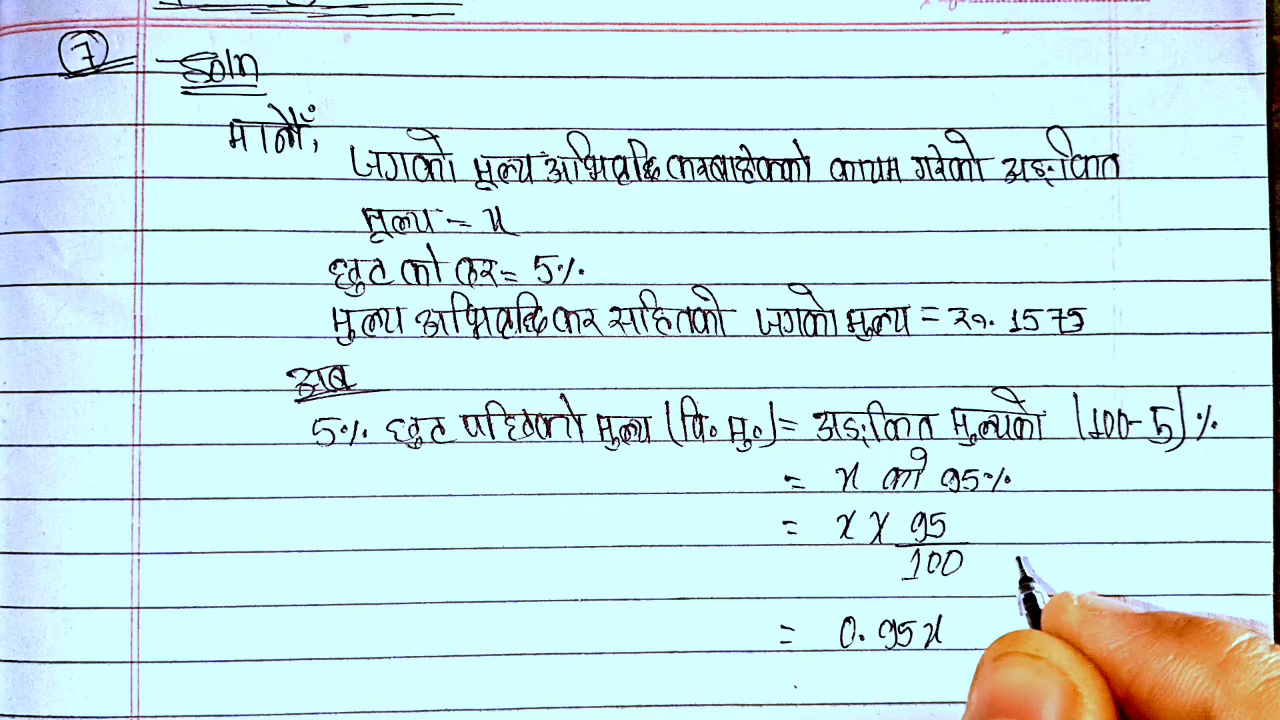 7 Soln
मानौं,
जगको मूल्य अभिवृद्धि करबाहेकको कायम गरेको अङ्कित
मूल्य = x
छुट को दर = 5%
मुल्य अभिवृद्धि कर सहितको जगको मुल्य = रु. 1575
अब
5% छुट पछिको मुल्य (वि. मु.) = अङ्कित मुल्यको (100-5)%
= x को 95%
= x × 95
100
= 0.95x